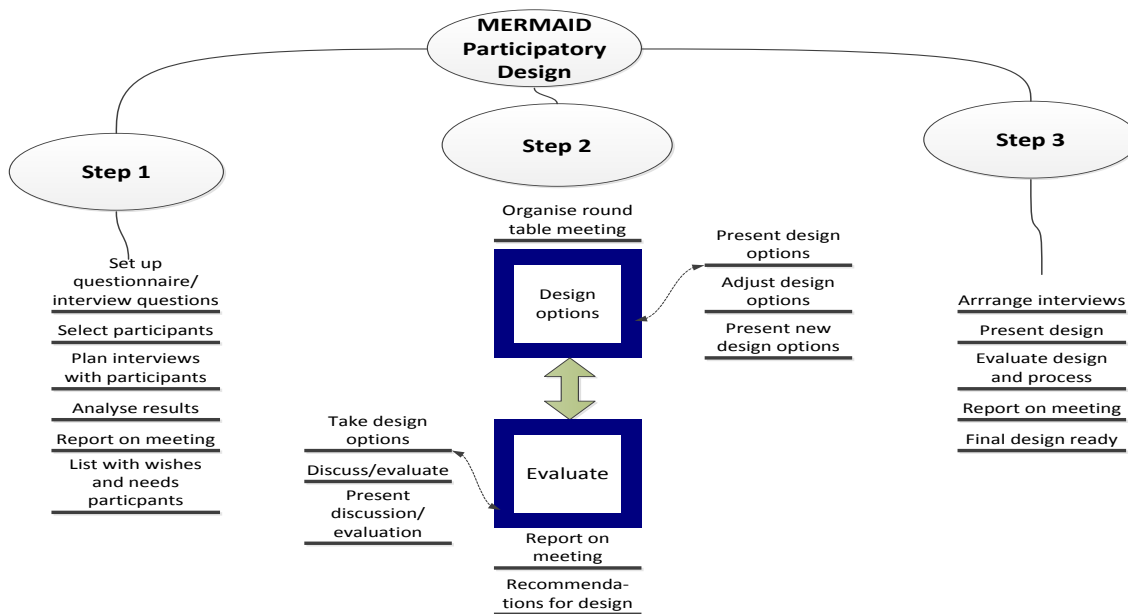 MERMAID
Participatory
Design
Step 1
Set up
questionnaire/
interview questions
Select participants
Plan interviews
with participants
Analyse results
Report on meeting
List with wishes
and needs
particpants
Step 2
Organise round
table meeting
Design
options
Present design
options
Adjust design
options
Present new
design options
Evaluate
Take design
options
Discuss/evaluate
Present
discussion/
evaluation
Report on
meeting
Recommenda-
tions for design
Step 3
Arrrange interviews
Present design
Evaluate design
and process
Report on meeting
Final design ready